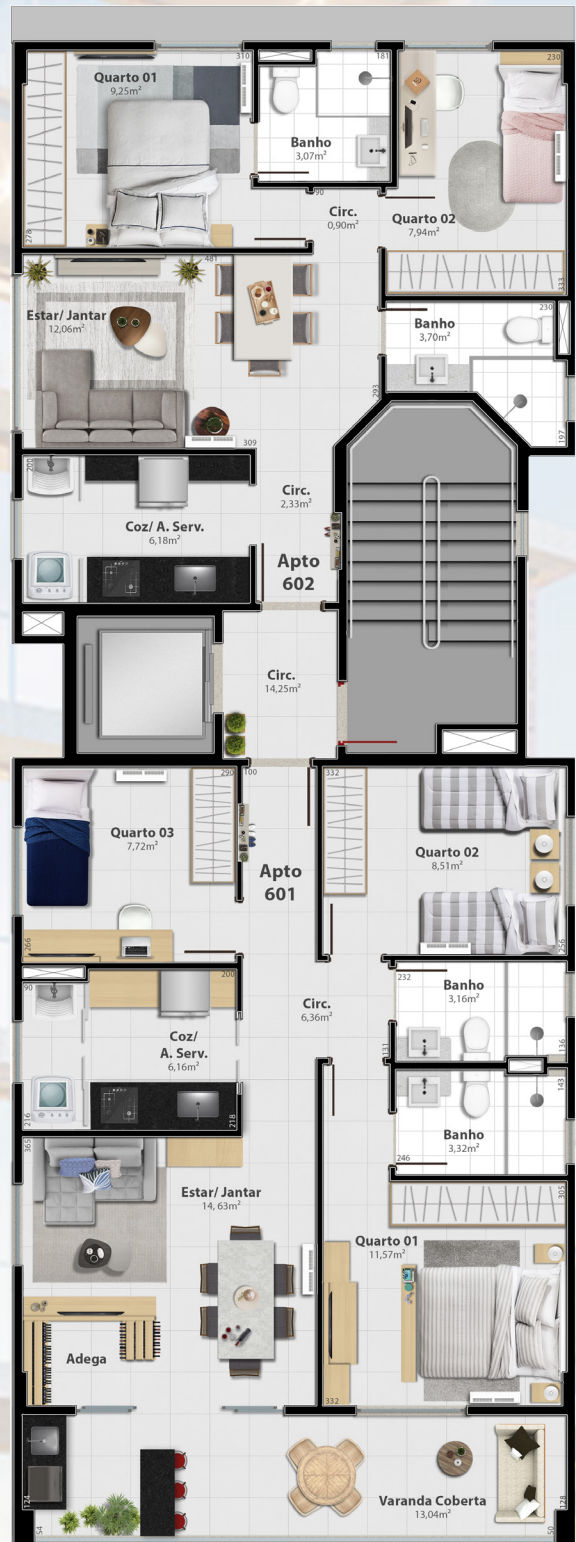 310
181
230
Quarto 01
9,25m²
Banho
3,07m²
90
Circ.
0,90m²
Quarto 02
7,94m²
278
481
333
Estar/ Jantar
12,06m²
Banho
3,70m²
230
293
197
309
200
Circ.
2,33m²
Coz/ A. Serv.
6,18m²
Apto
602
Circ.
14,25m²
290
100
332
Quarto 03
7,72m²
Apto
601
Quarto 02
8,51m²
266
256
90
200
232
Banho
3,16m²
Circ.
6,36m²
131
136
Coz/
A. Serv.
6,16m²
216
218
143
Banho
3,32m²
246
365
Estar/ Jantar
14, 63m²
305
Quarto 01
11,57m²
Adega
332
124
Varanda Coberta
13,04m²
128
54
50